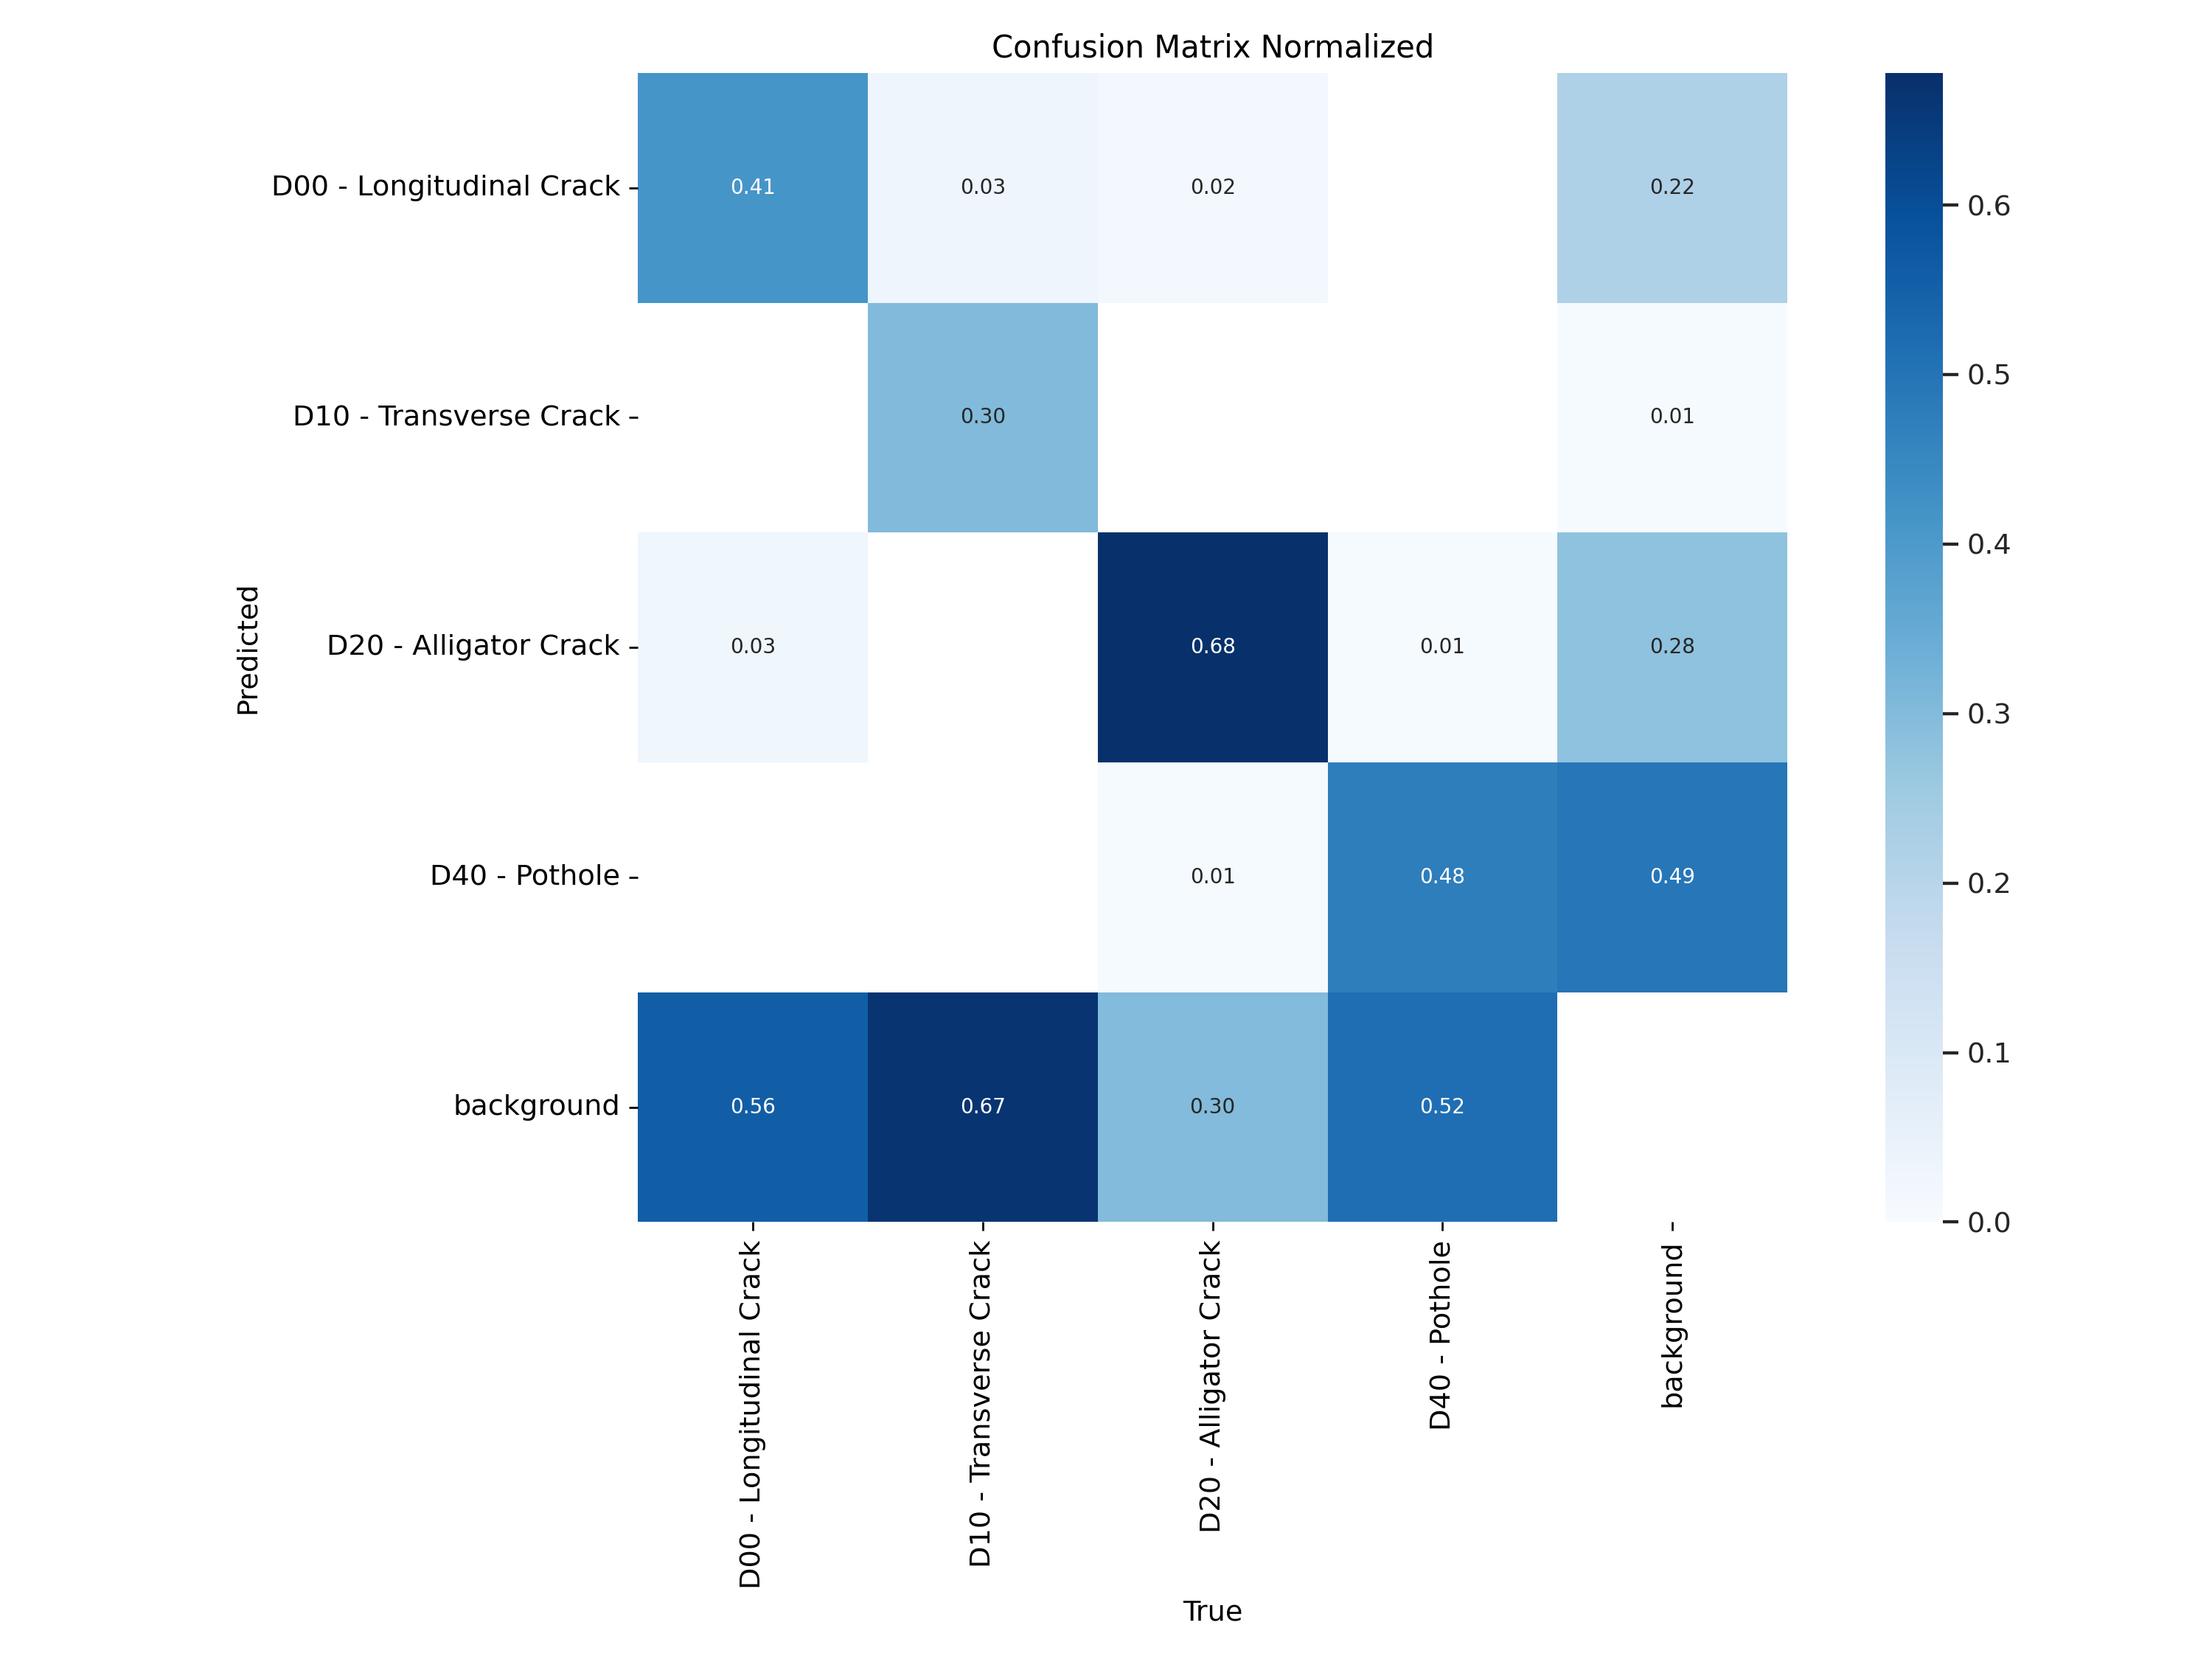 Confusion Matrix Normalized
D00 - Longitudinal Crack
0.41
0.03
0.02
0.22
D10 - Transverse Crack
0.30
0.01
D20 - Alligator Crack
0.03
0.68
0.01
0.28
D40 - Pothole
0.01
0.48
0.49
background
0.56
0.67
0.30
0.52
Predicted
D00 - Longitudinal Crack
D10 - Transverse Crack
D20 - Alligator Crack
D40 - Pothole
background
True
0.6
0.5
0.4
0.3
0.2
0.1
0.0